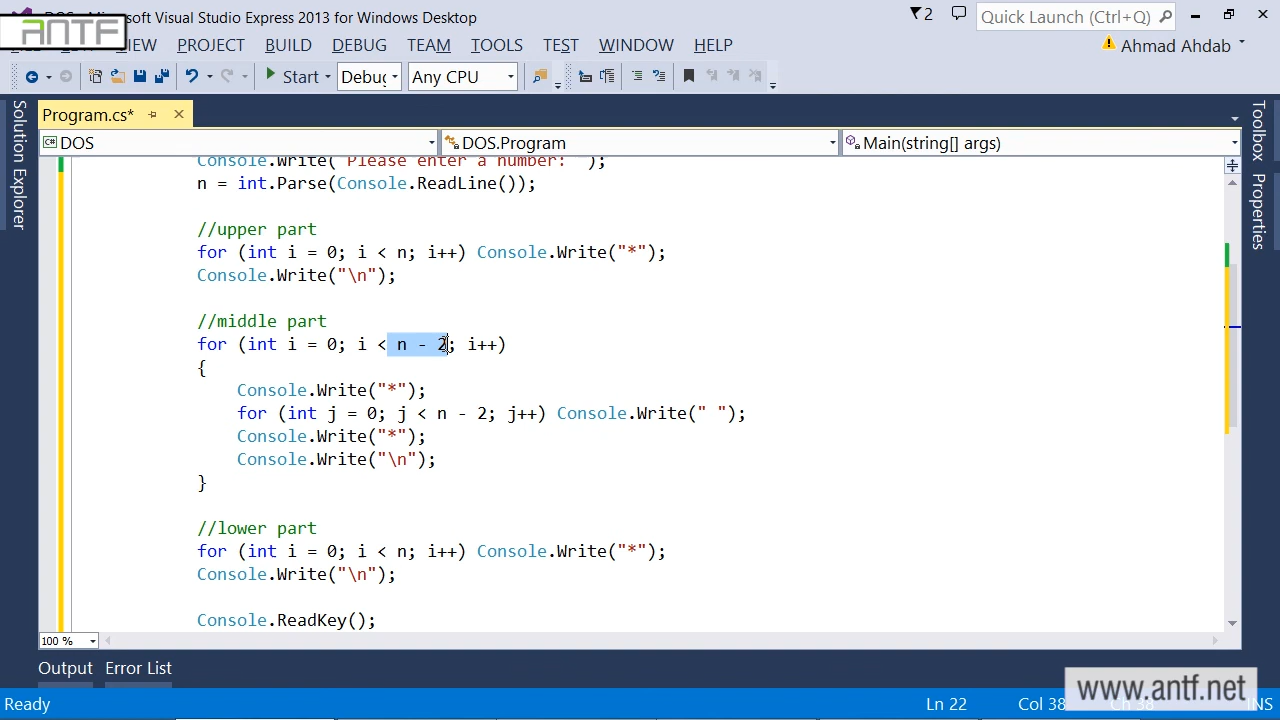 DOS - Microsoft Visual Studio Express 2013 for Windows Desktop
2
Quick Launch (Ctrl+Q)
ANTF
VIEW PROJECT BUILD DEBUG TEAM TOOLS TEST WINDOW HELP
Ahmad Ahdab
Start Debug Any CPU
Solution Explorer
Toolbox
Properties
Program.cs*
C# DOS
DOS.Program
Main(string[] args)
Console.Write("Please enter a number: ");
n = int.Parse(Console.ReadLine());
//upper part
for (int i = 0; i < n; i++) Console.Write("*");
Console.Write("\n");
//middle part
for (int i = 0; i < n - 2; i++)
{
Console.Write("*");
for (int j = 0; j < n - 2; j++) Console.Write(" ");
Console.Write("*");
Console.Write("\n");
}
//lower part
for (int i = 0; i < n; i++) Console.Write("*");
Console.Write("\n");
Console.ReadKey();
100 %
Output Error List
www.antf.net
Ready
Ln 22 Col 38 Ch 38 INS